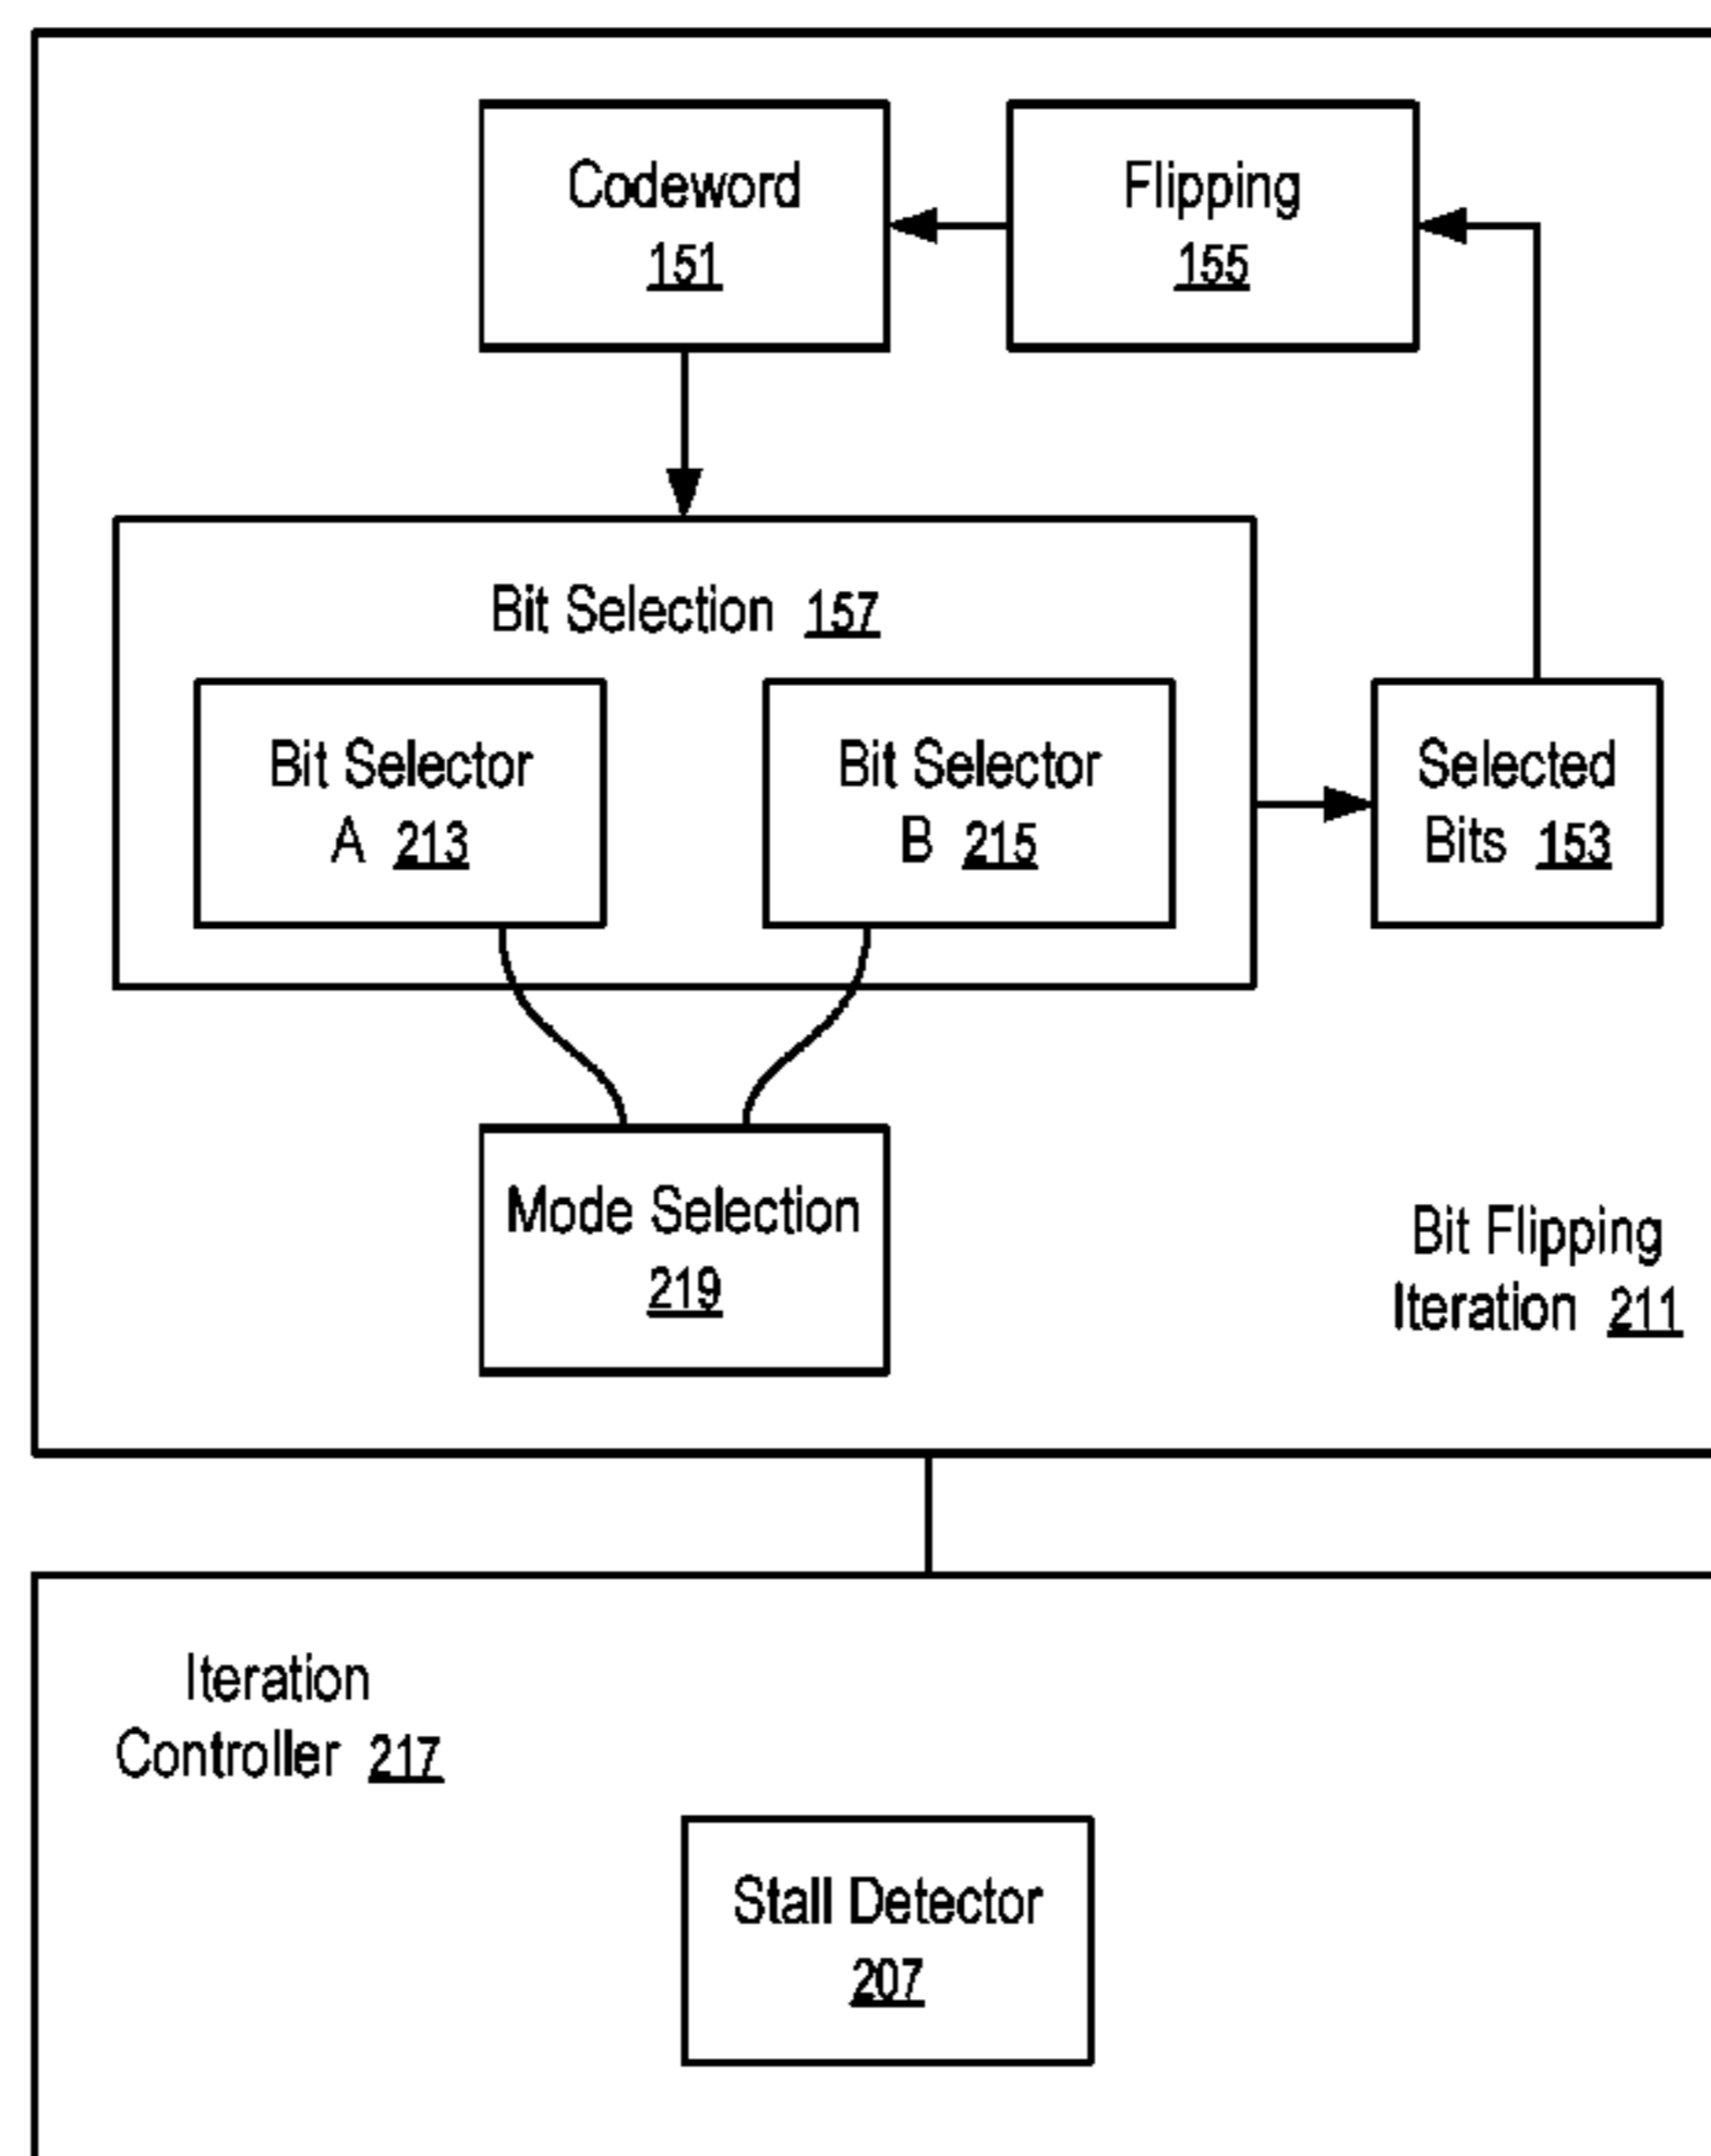 Codeword
151
Flipping
155
Bit Selection 157
Bit Selector
A 213
Bit Selector
B 215
Selected
Bits 153
Mode Selection
219
Bit Flipping
Iteration 211
Iteration
Controller 217
Stall Detector
207